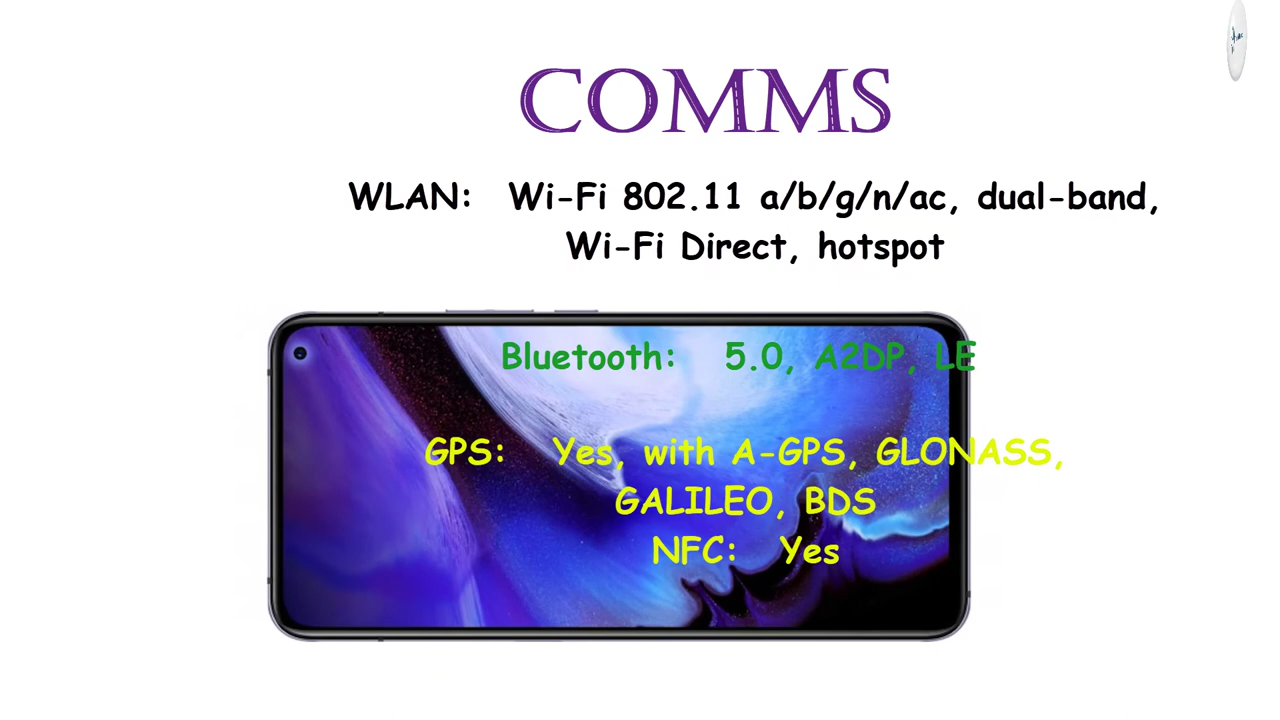 COMMS
WLAN: Wi-Fi 802.11 a/b/g/n/ac, dual-band,
Wi-Fi Direct, hotspot
Bluetooth: 5.0, A2DP, LE
GPS: Yes, with A-GPS, GLONASS,
GALILEO, BDS
NFC: Yes